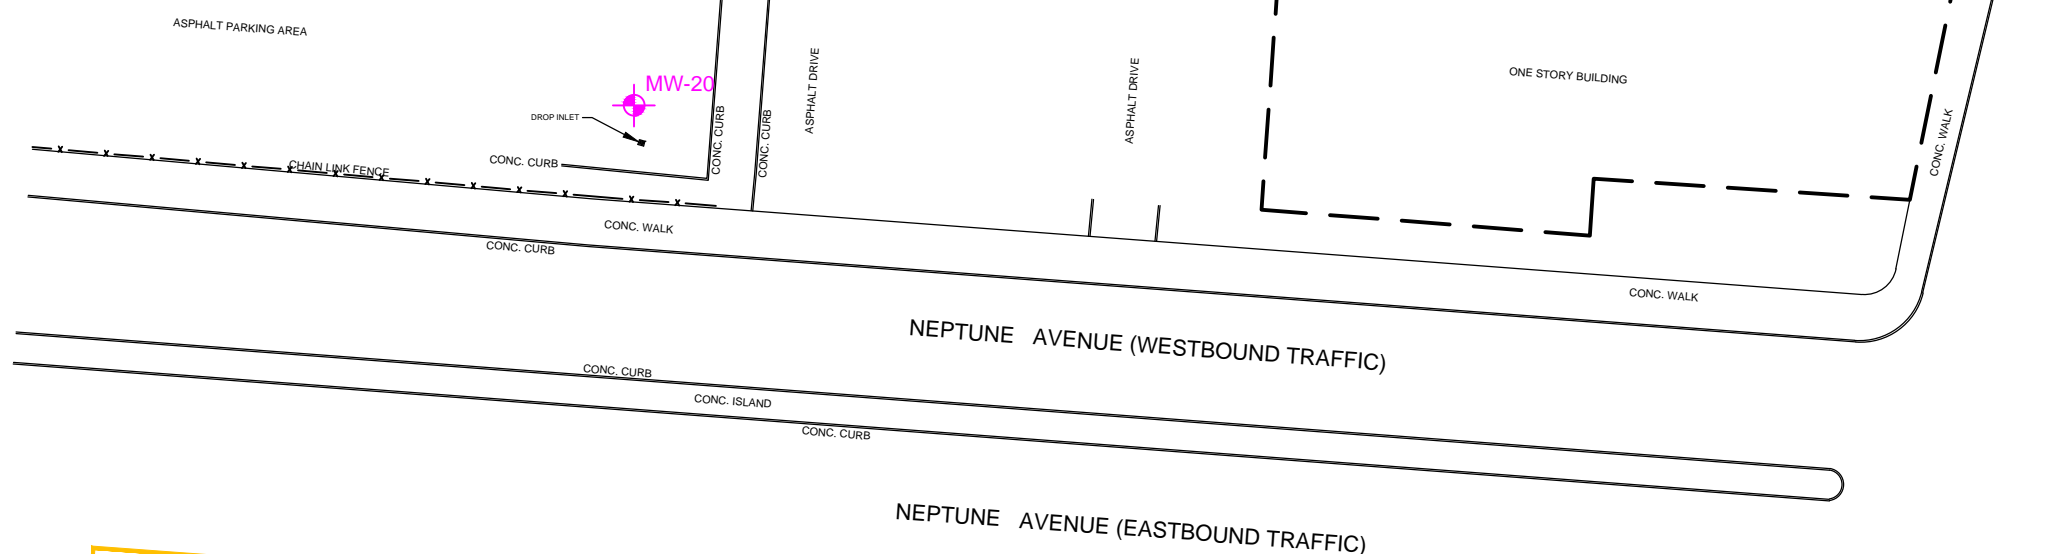 ASPHALT PARKING AREA
MW-20
DROP INLET
CONC. CURB
CONC. CURB
CONC. CURB
ASPHALT DRIVE
ASPHALT DRIVE
ONE STORY BUILDING
CONC. WALK
CHAIN LINK FENCE
CONC. WALK
CONC. CURB
CONC. WALK
NEPTUNE AVENUE (WESTBOUND TRAFFIC)
CONC. CURB
CONC. ISLAND
CONC. CURB
NEPTUNE AVENUE (EASTBOUND TRAFFIC)